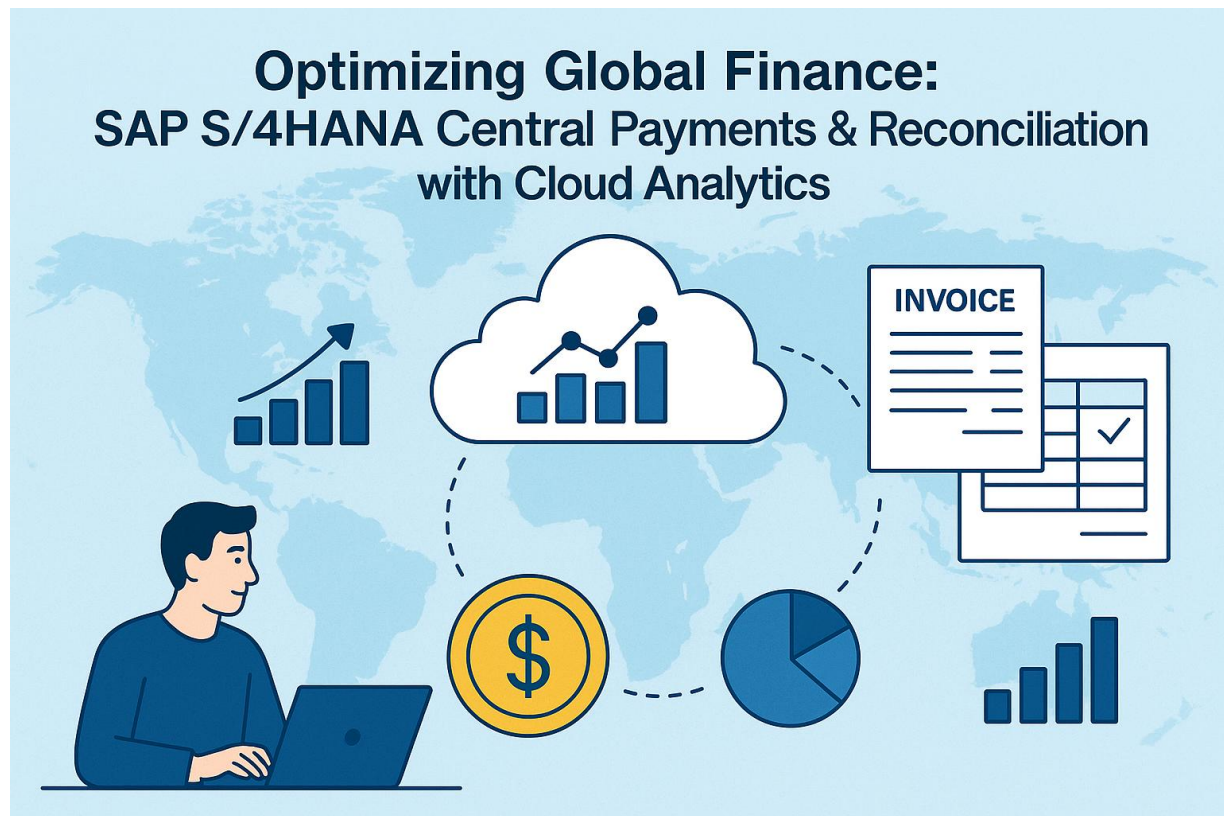 Optimizing Global Finance:
SAP S/4HANA Central Payments & Reconciliation
with Cloud Analytics
INVOICE
$